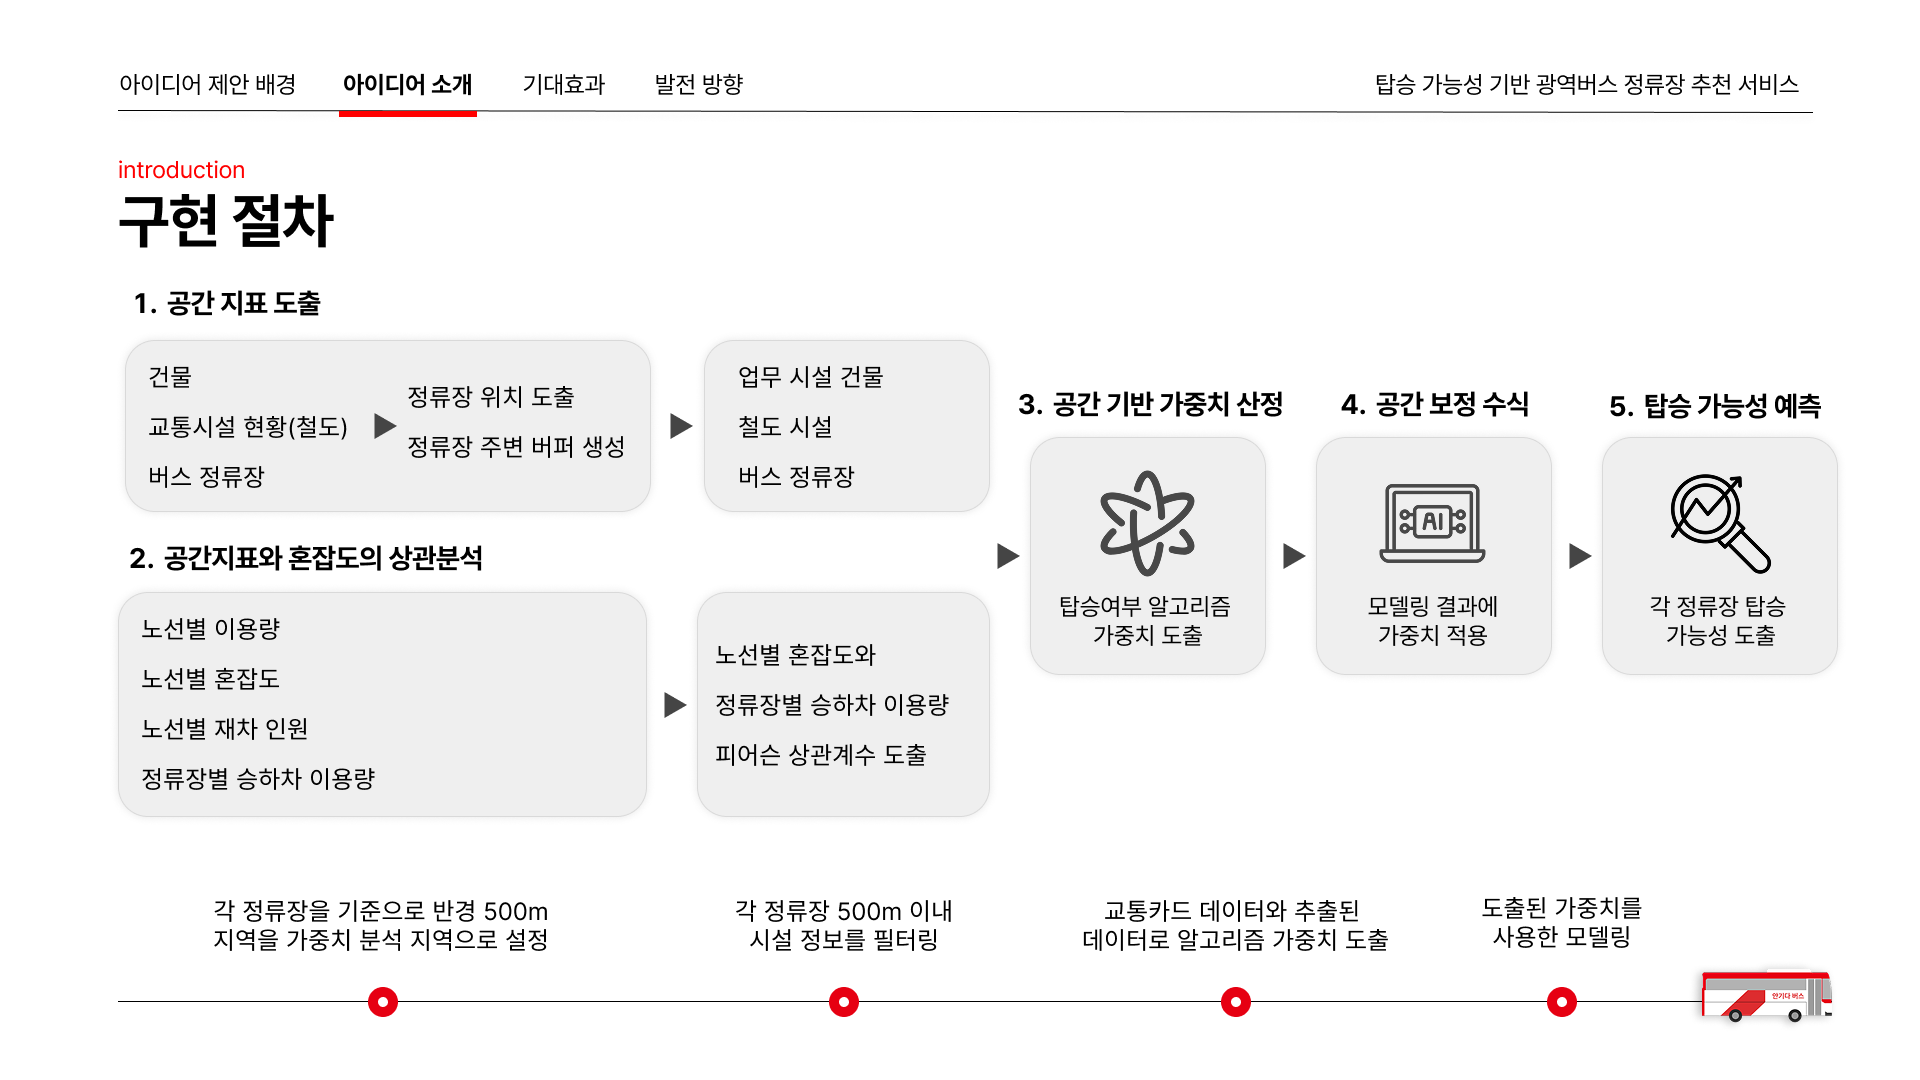 아이디어 제안 배경
아이디어 소개
기대효과
발전 방향
탑승 가능성 기반 광역버스 정류장 추천 서비스
introduction
구현 절차
1. 공간 지표 도출
건물
교통시설 현황(철도)
버스 정류장
정류장 위치 도출
정류장 주변 버퍼 생성
업무 시설 건물
철도 시설
버스 정류장
2. 공간지표와 혼잡도의 상관분석
노선별 이용량
노선별 혼잡도
노선별 재차 인원
정류장별 승하차 이용량
노선별 혼잡도와
정류장별 승하차 이용량
피어슨 상관계수 도출
3. 공간 기반 가중치 산정
탑승여부 알고리즘
가중치 도출
4. 공간 보정 수식
AI
모델링 결과에
가중치 적용
5. 탑승 가능성 예측
각 정류장 탑승
가능성 도출
각 정류장을 기준으로 반경 500m
지역을 가중치 분석 지역으로 설정
각 정류장 500m 이내
시설 정보를 필터링
교통카드 데이터와 추출된
데이터로 알고리즘 가중치 도출
도출된 가중치를
사용한 모델링
안기다 버스